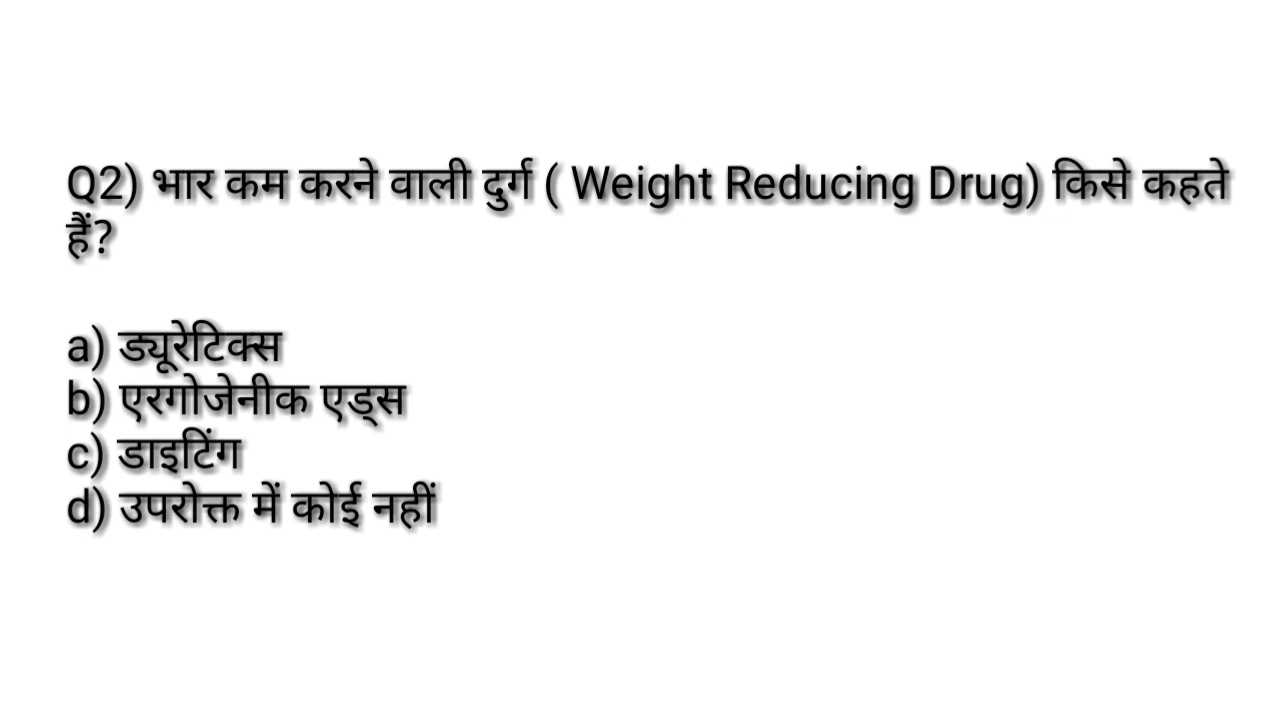 Q2) भार कम करने वाली दुर्ग ( Weight Reducing Drug) किसे कहते
हैं?
a) ड्यूरेटिक्स
b) एरगोजेनीक एड्स
c) डाइटिंग
d) उपरोक्त में कोई नहीं